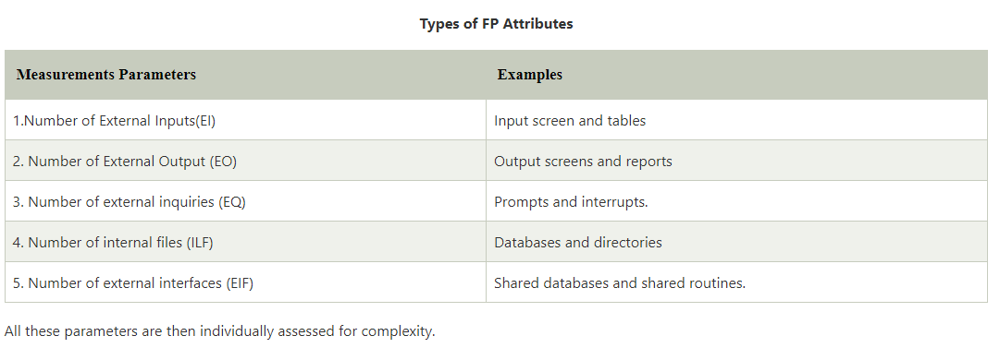 Types of FP Attributes
Measurements Parameters Examples
1.Number of External Inputs(EI) Input screen and tables
2. Number of External Output (EO) Output screens and reports
3. Number of external inquiries (EQ) Prompts and interrupts.
4. Number of internal files (ILF) Databases and directories
5. Number of external interfaces (EIF) Shared databases and shared routines.
All these parameters are then individually assessed for complexity.